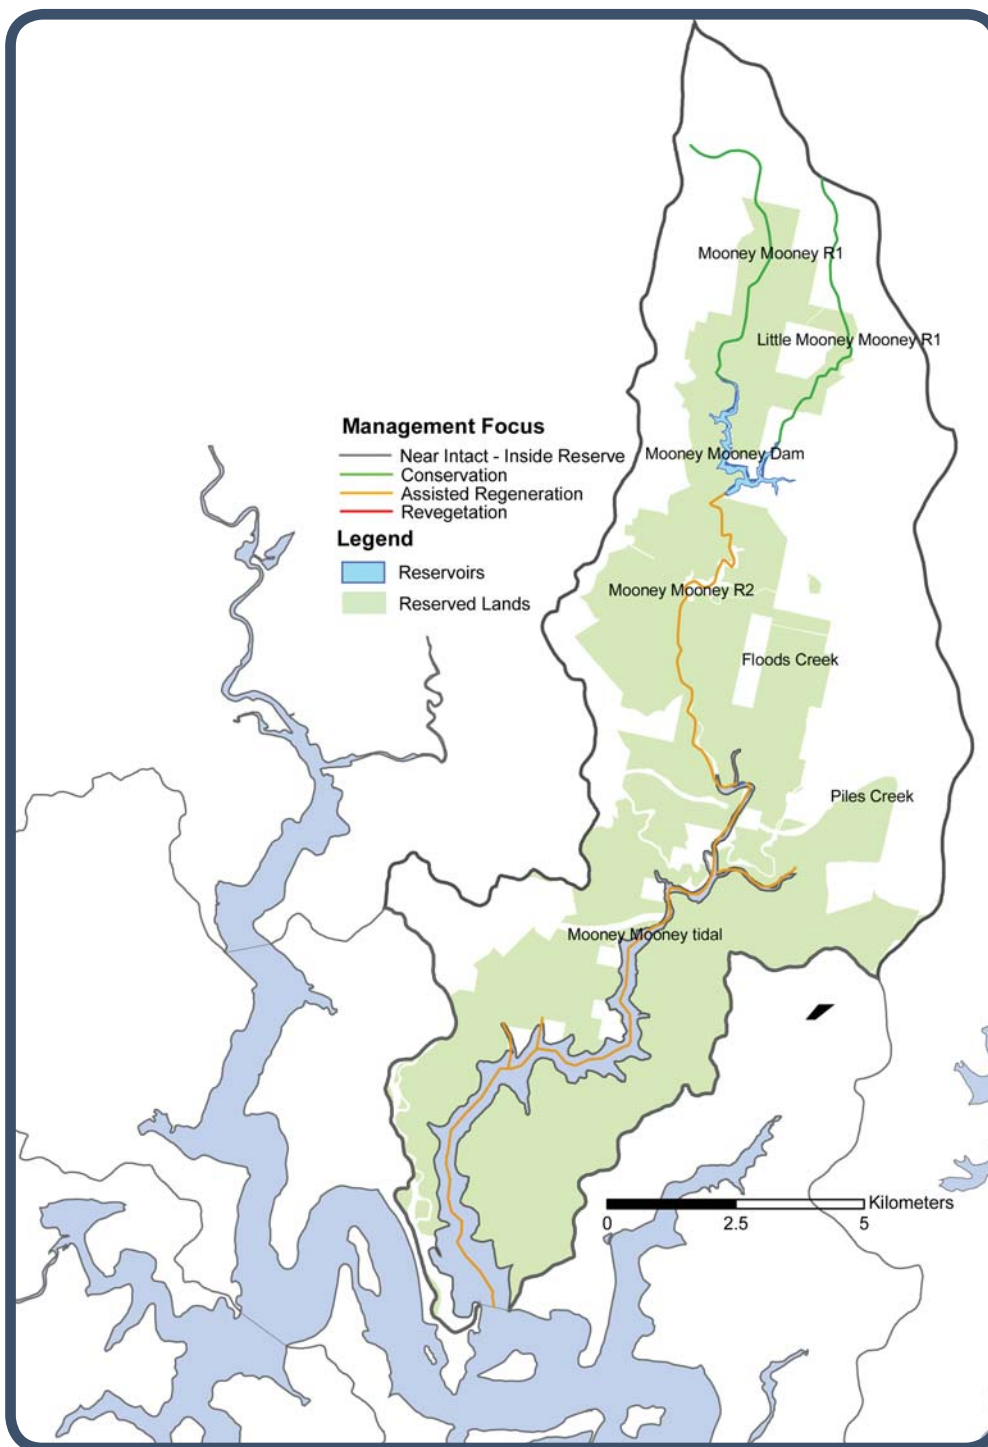 Mooney Mooney R1
Little Mooney Mooney R1
Management Focus
Near Intact - Inside Reserve
Conservation
Assisted Regeneration
Revegetation
Legend
Reservoirs
Reserved Lands
Mooney Mooney Dam
Mooney Mooney R2
Floods Creek
Piles Creek
Mooney Mooney tidal
Kilometers
0 2.5 5